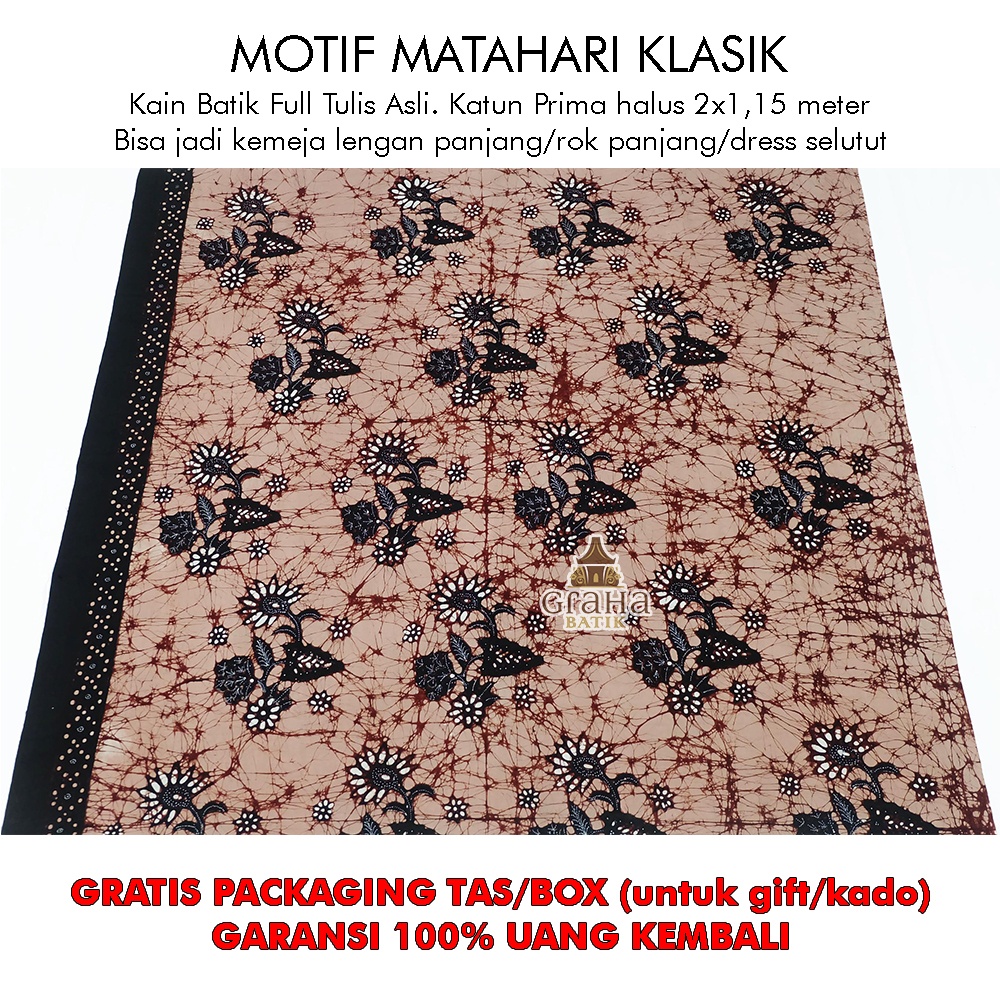 MOTIF MATAHARI KLASIK
Kain Batik Full Tulis Asli. Katun Prima halus 2x1,15 meter
Bisa jadi kemeja lengan panjang/rok panjang/dress selutut
GraHa
BATIK
GRATIS PACKAGING TAS/BOX (untuk gift/kado)
GARANSI 100% UANG KEMBALI